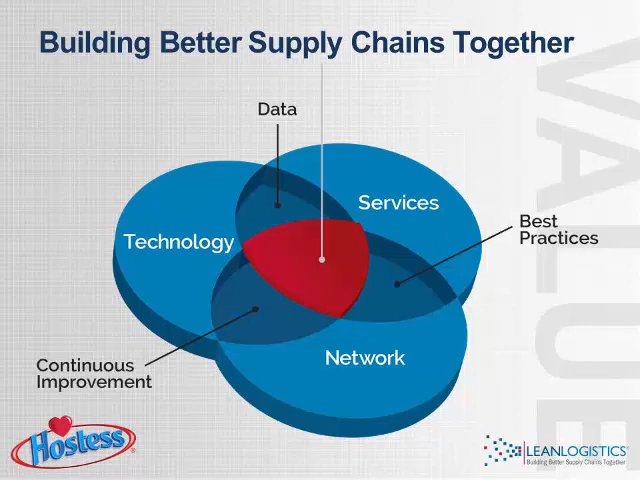 Building Better Supply Chains Together
Data
Services
Best
Practices
Technology
Network
Continuous
Improvement
VALUE
Hostess®
LEANLOGISTICS®
Building Better Supply Chains Together